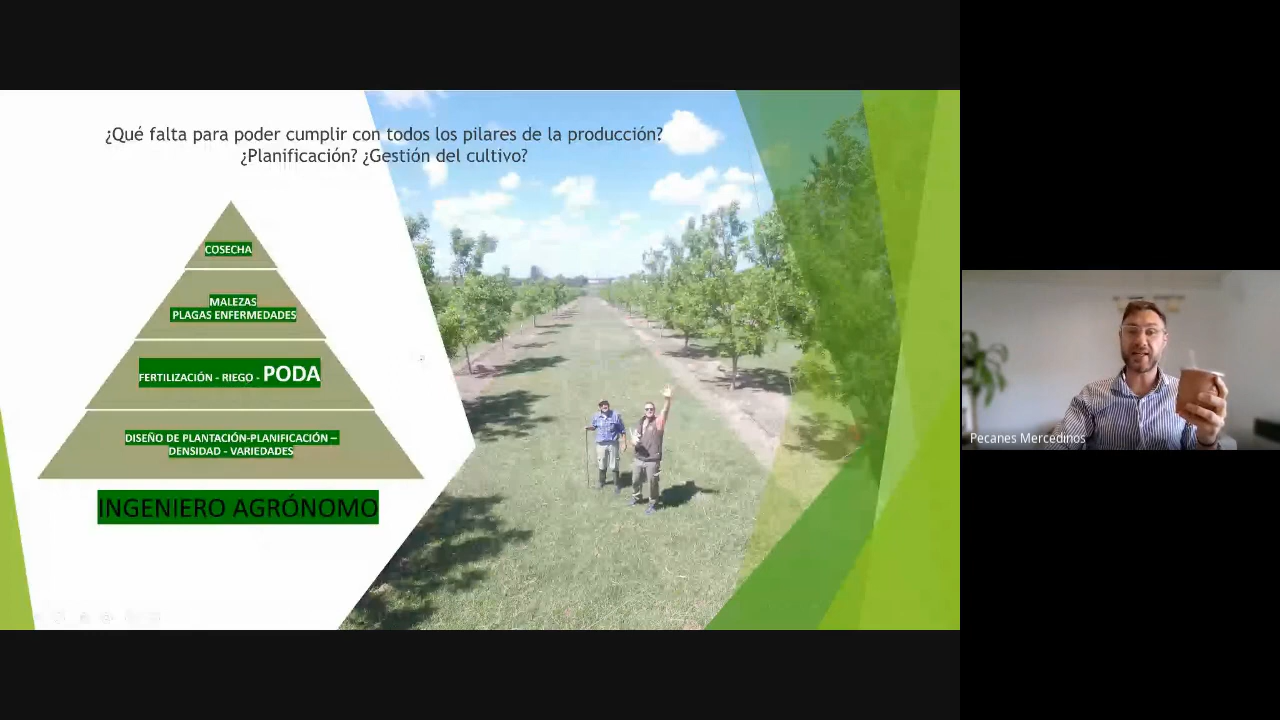 ¿Qué falta para poder cumplir con todos los pilares de la producción?
¿Planificación? ¿Gestión del cultivo?
COSECHA
MALEZAS
PLAGAS ENFERMEDADES
FERTILIZACIÓN - RIEGO - PODA
DISEÑO DE PLANTACIÓN-PLANIFICACIÓN –
DENSIDAD - VARIEDADES
INGENIERO AGRÓNOMO
Pecanes Mercedinos